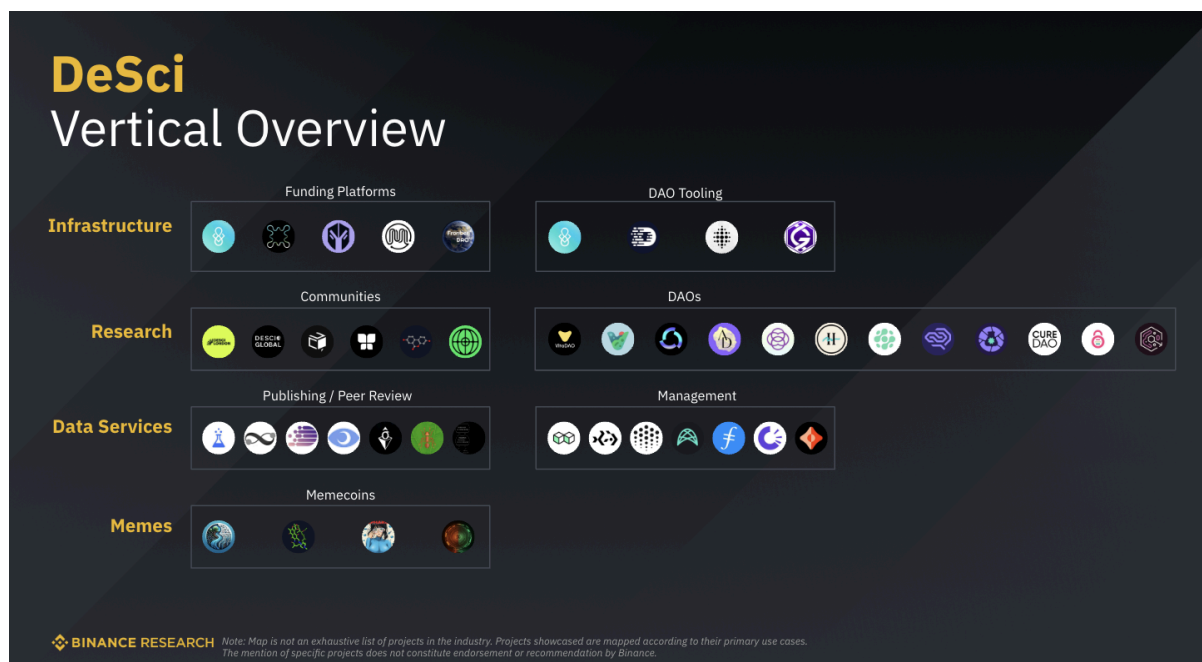 DeSci
Vertical Overview
Infrastructure
Funding Platforms
DAO Tooling
Research
Communities
DESCI
GLOBAL
DAOs
VitaDAO
CURE
DAO
Data Services
Publishing / Peer Review
Management
Memes
Memecoins
BINANCE RESEARCH
Note: Map is not an exhaustive list of projects in the industry. Projects showcased are mapped according to their primary use cases.
The mention of specific projects does not constitute endorsement or recommendation by Binance.